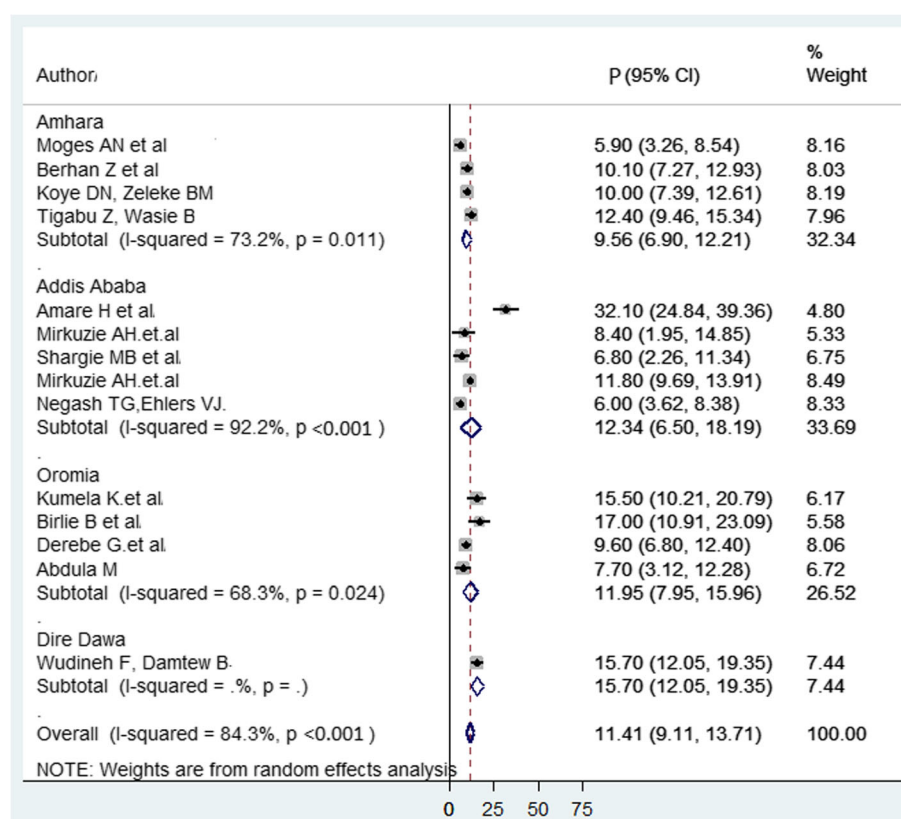 %
Author, P (95% CI) Weight
Amhara
Moges AN et al 5.90 (3.26, 8.54) 8.16
Berhan Z et al 10.10 (7.27, 12.93) 8.03
Koye DN, Zeleke BM 10.00 (7.39, 12.61) 8.19
Tigabu Z, Wasie B 12.40 (9.46, 15.34) 7.96
Subtotal (I-squared = 73.2%, p = 0.011) 9.56 (6.90, 12.21) 32.34
.
Addis Ababa
Amare H et al. 32.10 (24.84, 39.36) 4.80
Mirkuzie AH.et.al 8.40 (1.95, 14.85) 5.33
Shargie MB et al. 6.80 (2.26, 11.34) 6.75
Mirkuzie AH.et.al 11.80 (9.69, 13.91) 8.49
Negash TG,Ehlers VJ. 6.00 (3.62, 8.38) 8.33
Subtotal (I-squared = 92.2%, p <0.001 ) 12.34 (6.50, 18.19) 33.69
.
Oromia
Kumela K.et al. 15.50 (10.21, 20.79) 6.17
Birlie B et al. 17.00 (10.91, 23.09) 5.58
Derebe G.et al. 9.60 (6.80, 12.40) 8.06
Abdula M 7.70 (3.12, 12.28) 6.72
Subtotal (I-squared = 68.3%, p = 0.024) 11.95 (7.95, 15.96) 26.52
.
Dire Dawa
Wudineh F, Damtew B. 15.70 (12.05, 19.35) 7.44
Subtotal (I-squared = .%, p = .) 15.70 (12.05, 19.35) 7.44
.
Overall (I-squared = 84.3%, p <0.001 ) 11.41 (9.11, 13.71) 100.00
NOTE: Weights are from random effects analysis
0 25 50 75